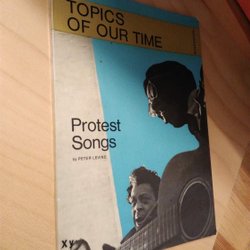 TOPICS
OF OUR TIME
Protest
Songs
by PETER LEVINE